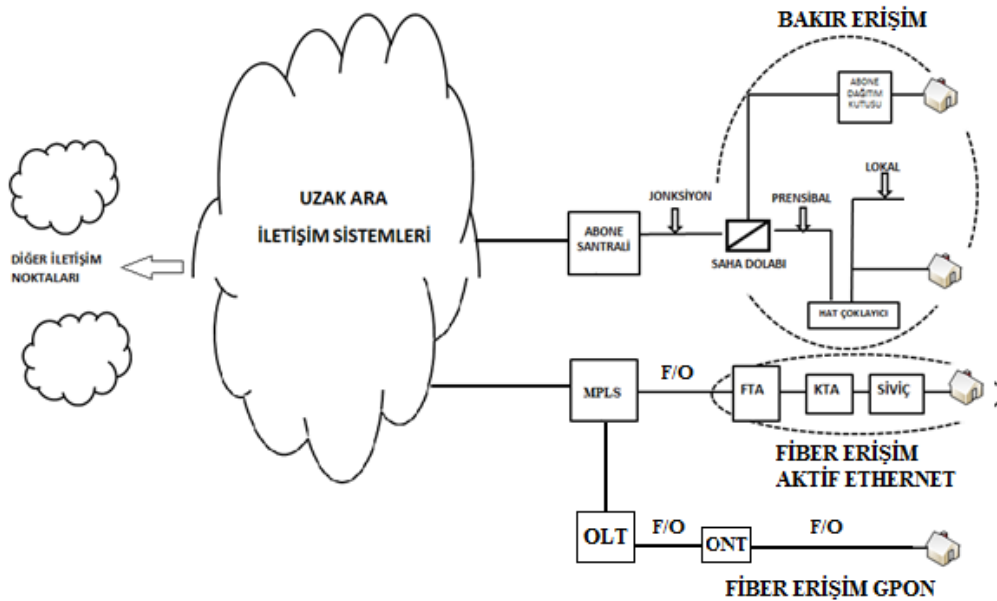 BAKIR ERİŞİM
ABONE
DAĞITIM
KUTUSU
LOKAL
UZAK ARA
İLETİŞİM SİSTEMLERİ
JONKSİYON
PRENSİBAL
ABONE
SANTRALİ
SAHA DOLABI
DİĞER İLETİŞİM
NOKTALARI
HAT ÇOKLAYICI
MPLS
F/O
FTA
KTA
SİVİÇ
FİBER ERİŞİM
AKTİF ETHERNET
OLT
F/O
ONT
F/O
FİBER ERİŞİM GPON